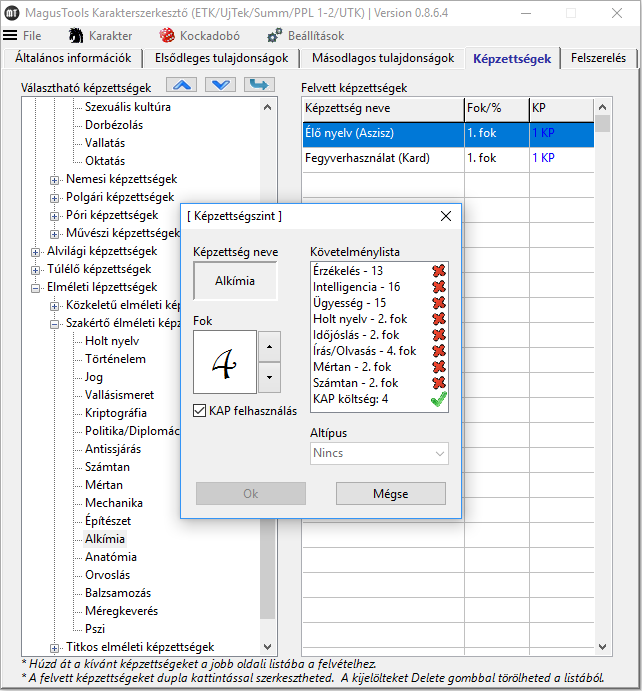 MT MagusTools Karakterszerkesztő (ETK/UjTek/Summ/PPL 1-2/UTK) | Version 0.8.6.4
File Karakter Kockadobó Beállítások
Általános információk Elsődleges tulajdonságok Másodlagos tulajdonságok Képzettségek Felszerelés
Választható képzettségek
Szexuális kultúra
Dorbézolás
Vallatás
Oktatás
Nemesi képzettségek
Polgári képzettségek
Póri képzettségek
Művészi képzettségek
Alvilági képzettségek
Túlélő képzettségek
Elméleti lépzettségek
Közkeletű elméleti kép
Szakértő élméleti képz
Holt nyelv
Történelem
Jog
Vallásismeret
Kriptográfia
Politika/Diplomác
Antissjárás
Számtan
Mértan
Mechanika
Építészet
Alkímia
Anatómia
Orvoslás
Balzsamozás
Méregkeverés
Pszi
Titkos elméleti képzettségek
Felvett képzettségek
Képzettség neve Fok/% KP
Élő nyelv (Aszisz) 1. fok 1 KP
Fegyverhasználat (Kard) 1. fok 1 KP
[ Képzettségszint ]
Képzettség neve
Alkímia
Fok
4
KAP felhasználás
Követelménylista
Érzékelés - 13
Intelligencia - 16
Ügyesség - 15
Holt nyelv - 2. fok
Időjóslás - 2. fok
Írás/Olvasás - 4. fok
Mértan - 2. fok
Számtan - 2. fok
KAP költség: 4
Altípus
Nincs
Ok Mégse
* Húzd át a kívánt képzettségeket a jobb oldali listába a felvételhez.
* A felvett képzettségeket dupla kattintással szerkesztheted. A kijelölteket Delete gombbal törölheted a listából.